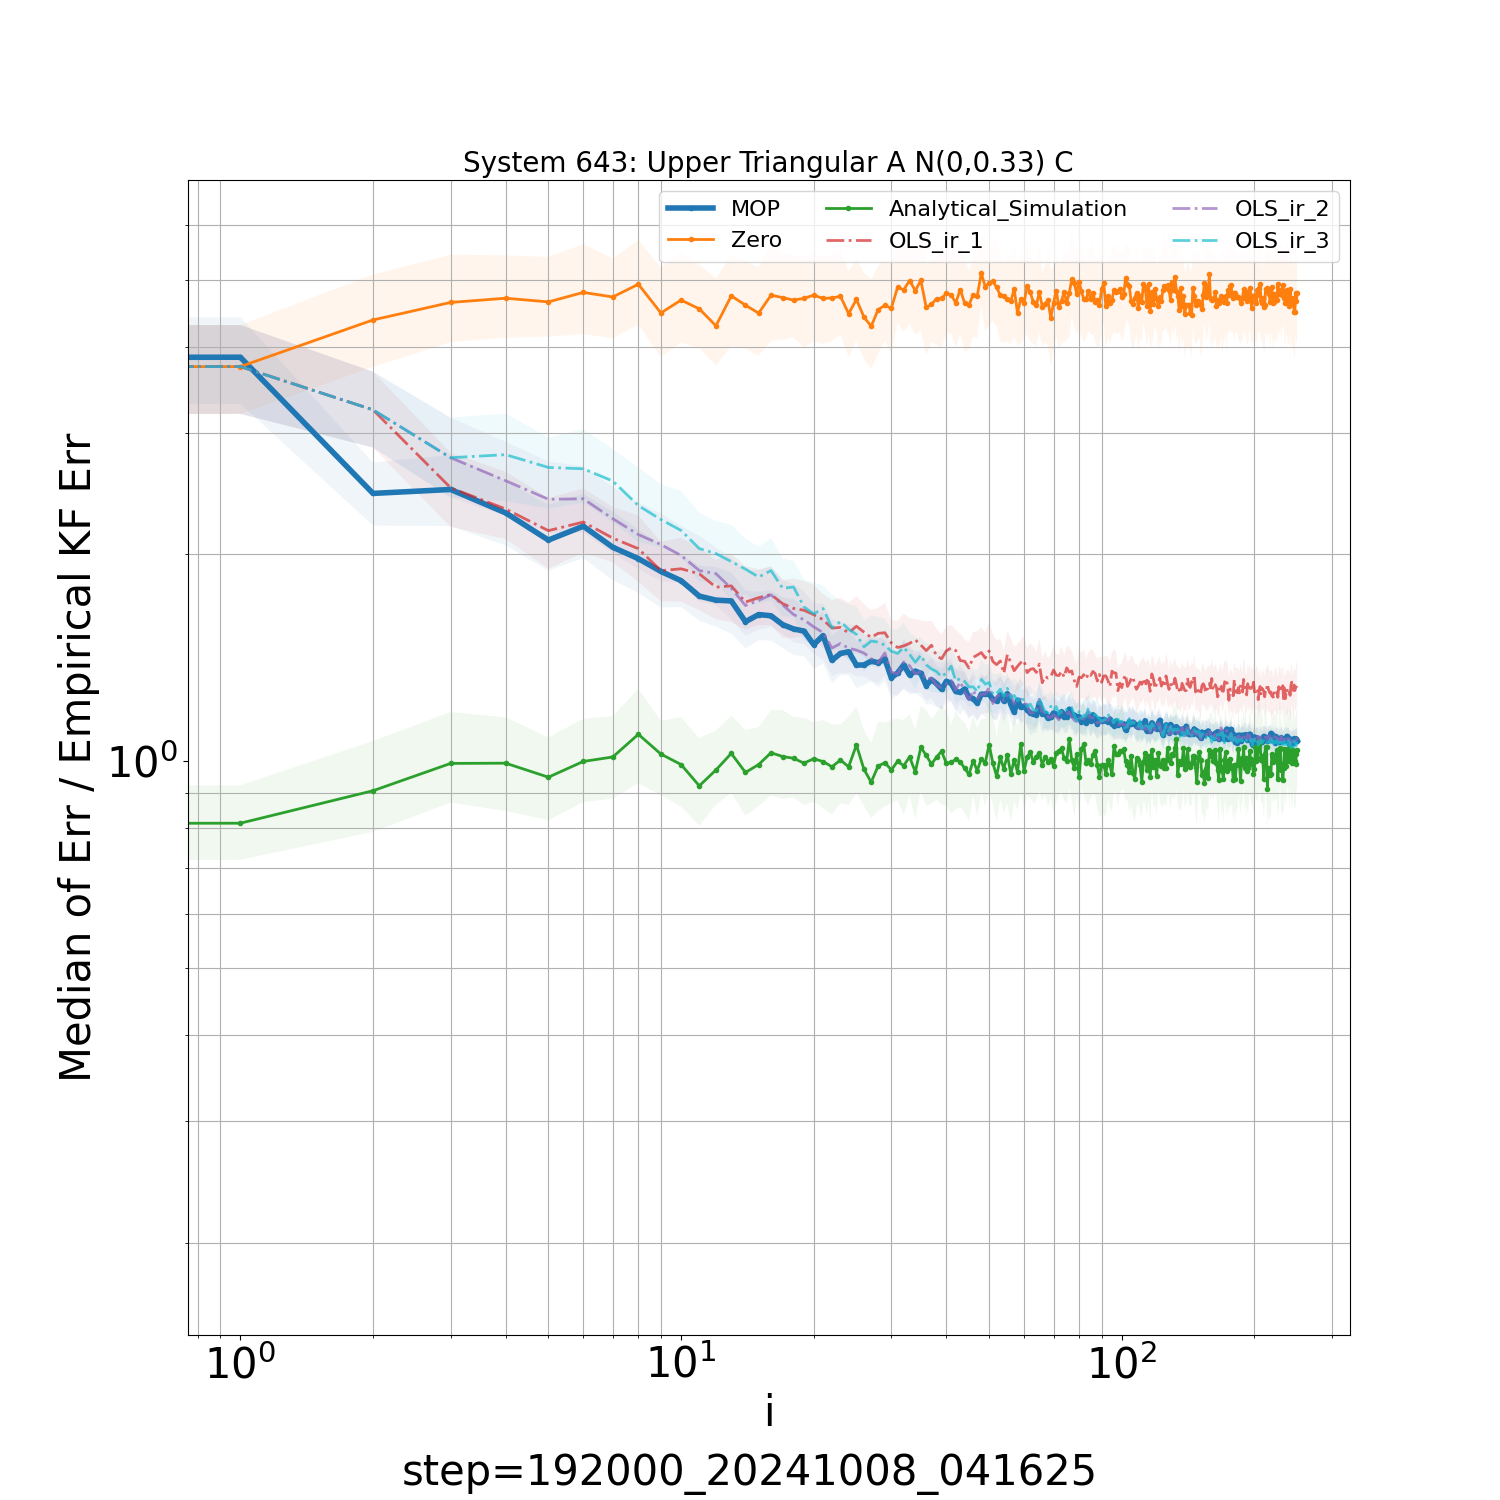 System 643: Upper Triangular A N(0,0.33) C
MOP
Zero
Analytical_Simulation
OLS_ir_1
OLS_ir_2
OLS_ir_3
Median of Err / Empirical KF Err
10⁰
10⁰
10¹
10²
i
step=192000_20241008_041625